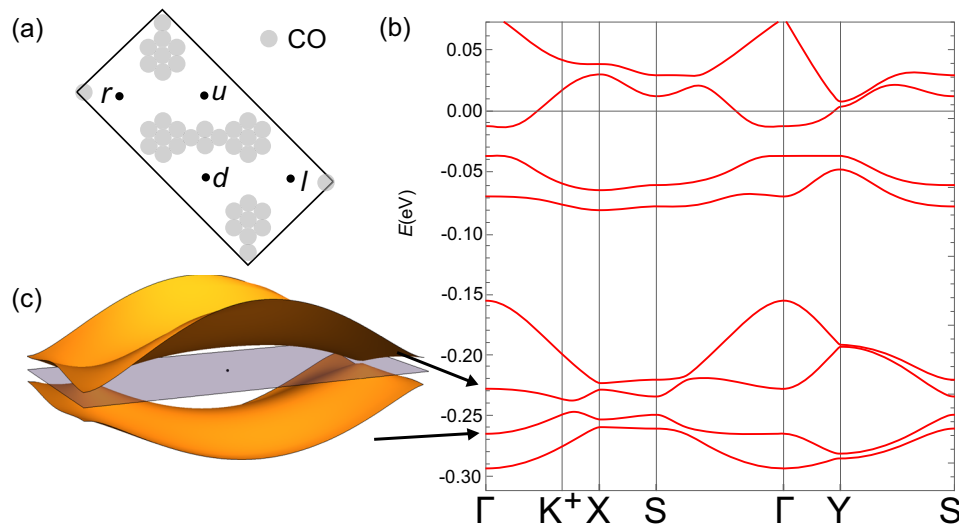 (a)
CO
r
u
d
l
(b)
E(eV)
0.05
0.00
-0.05
-0.10
-0.15
-0.20
-0.25
-0.30
Γ
K+
X
S
Γ
Y
S
(c)